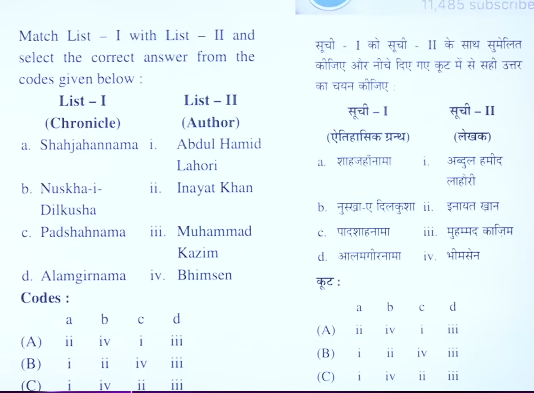 11,485 subscribe
Match List – I with List – II and
select the correct answer from the
codes given below :
List – I List – II
(Chronicle) (Author)
a. Shahjahannama i. Abdul Hamid
Lahori
b. Nuskha-i- ii. Inayat Khan
Dilkusha
c. Padshahnama iii. Muhammad
Kazim
d. Alamgirnama iv. Bhimsen
Codes :
a b c d
(A) ii iv i iii
(B) i ii iv iii
(C) i iv ii iii
सूची - I को सूची - II के साथ सुमेलित
कीजिए और नीचे दिए गए कूट में से सही उत्तर
का चयन कीजिए :
सूची – I सूची – II
(ऐतिहासिक ग्रन्थ) (लेखक)
a. शाहजहाँनामा i. अब्दुल हमीद
लाहौरी
b. नुस्खा-ए दिलकुशा ii. इनायत खान
c. पादशाहनामा iii. मुहम्मद काजिम
d. आलमगीरनामा iv. भीमसेन
कूट :
a b c d
(A) ii iv i iii
(B) i ii iv iii
(C) i iv ii iii